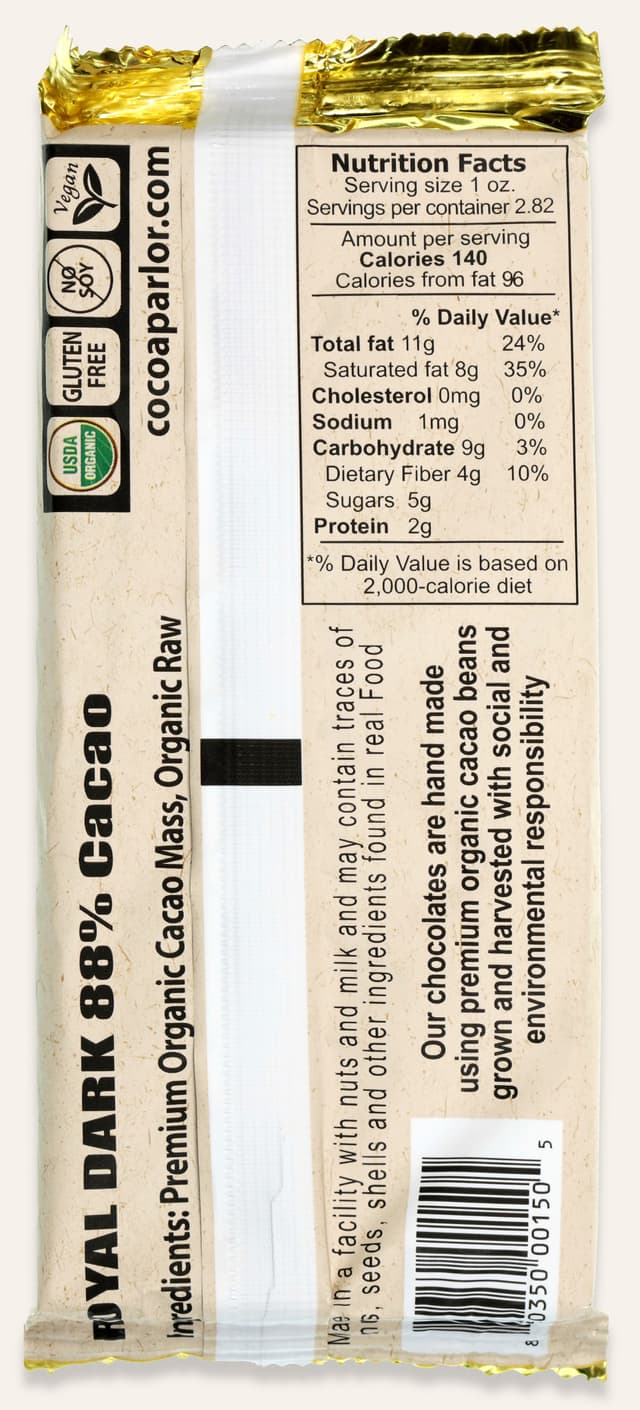 Vegan
NO SOY
GLUTEN
FREE
USDA
ORGANIC
cocoaparlor.com
ROYAL DARK 88% Cacao
Inredients: Premium Organic Cacao Mass, Organic Raw
Nutrition Facts
Serving size 1 oz.
Servings per container 2.82
Amount per serving
Calories 140
Calories from fat 96
% Daily Value*
Total fat 11g 24%
Saturated fat 8g 35%
Cholesterol 0mg 0%
Sodium 1mg 0%
Carbohydrate 9g 3%
Dietary Fiber 4g 10%
Sugars 5g
Protein 2g
*% Daily Value is based on
2,000-calorie diet
Mae in a facility with nuts and milk and may contain traces of
seeds, shells and other ingredients found in real Food
Our chocolates are hand made
using premium organic cacao beans
grown and harvested with social and
environmental responsibility
8 10350 00150 5